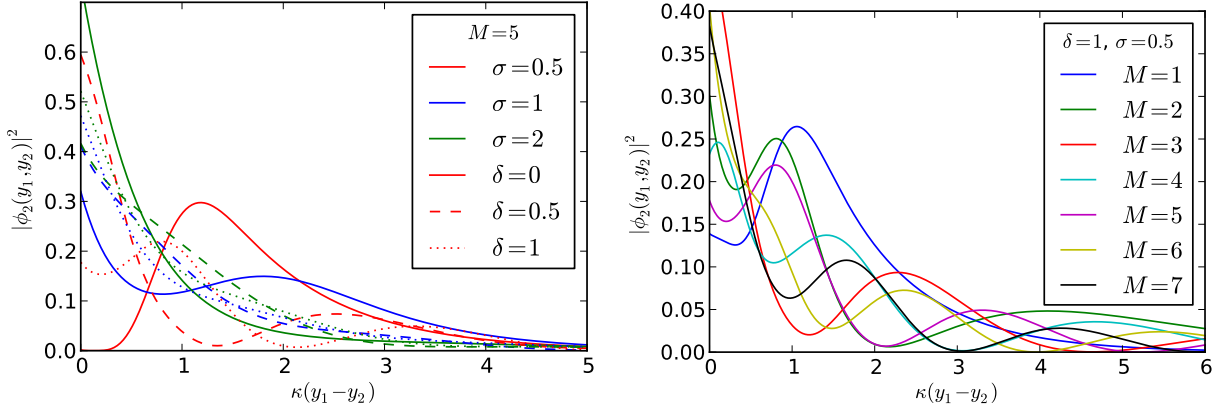 |ϕ₂(y₁,y₂)|²
0.6
0.5
0.4
0.3
0.2
0.1
0.0
0 1 2 3 4 5
κ(y₁−y₂)
M=5
σ=0.5
σ=1
σ=2
δ=0
δ=0.5
δ=1
|ϕ₂(y₁,y₂)|²
0.40
0.35
0.30
0.25
0.20
0.15
0.10
0.05
0.00
0 1 2 3 4 5 6
κ(y₁−y₂)
δ=1, σ=0.5
M=1
M=2
M=3
M=4
M=5
M=6
M=7